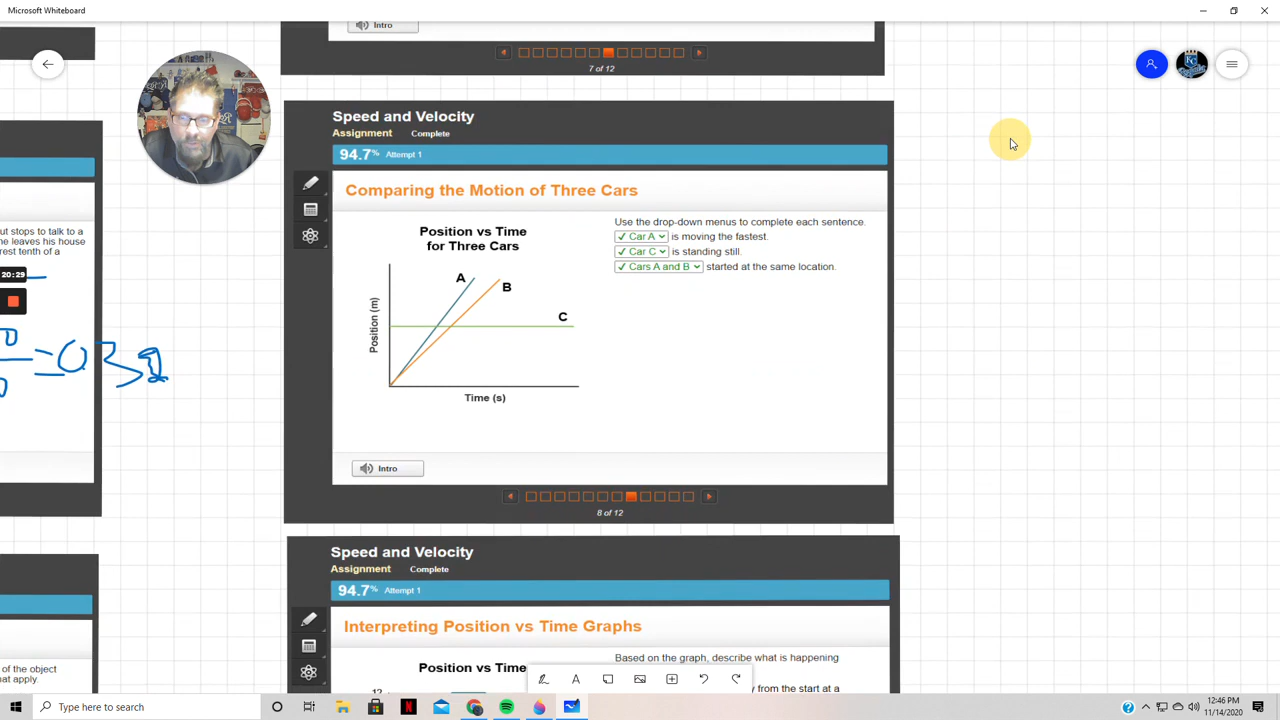 Microsoft Whiteboard
Intro
7 of 12
Speed and Velocity
Assignment Complete
94.7% Attempt 1
Comparing the Motion of Three Cars
Position vs Time
for Three Cars
A
B
C
Position (m)
Time (s)
Use the drop-down menus to complete each sentence.
✓ Car A is moving the fastest.
✓ Car C is standing still.
✓ Cars A and B started at the same location.
Intro
8 of 12
ut stops to talk to a
ne leaves his house
rest tenth of a
20:29
Speed and Velocity
Assignment Complete
94.7% Attempt 1
Interpreting Position vs Time Graphs
Position vs Time
12
Based on the graph, describe what is happening
from the start at a
of the object
hat apply.
KC
Type here to search
12:46 PM
11/14/2020